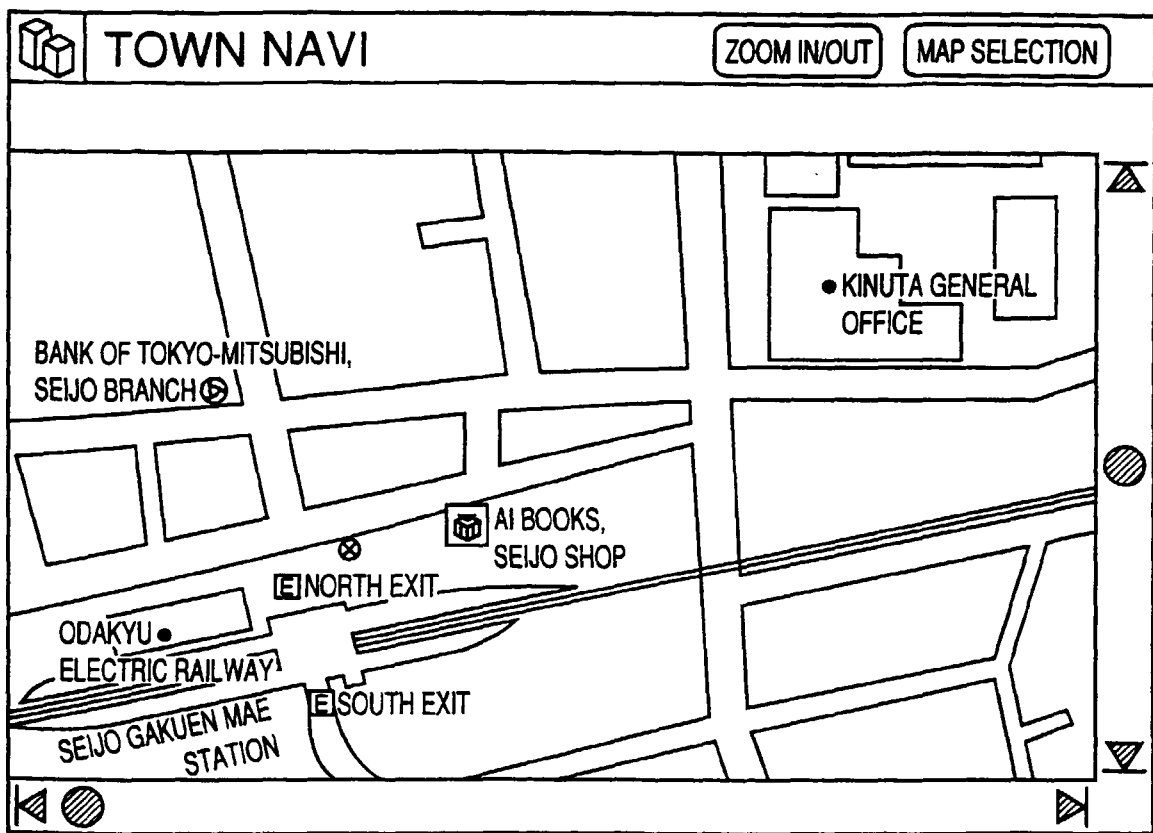 TOWN NAVI
ZOOM IN/OUT
MAP SELECTION
KINUTA GENERAL
OFFICE
BANK OF TOKYO-MITSUBISHI,
SEIJO BRANCH
AI BOOKS,
SEIJO SHOP
E NORTH EXIT
ODAKYU
ELECTRIC RAILWAY
E SOUTH EXIT
SEIJO GAKUEN MAE
STATION